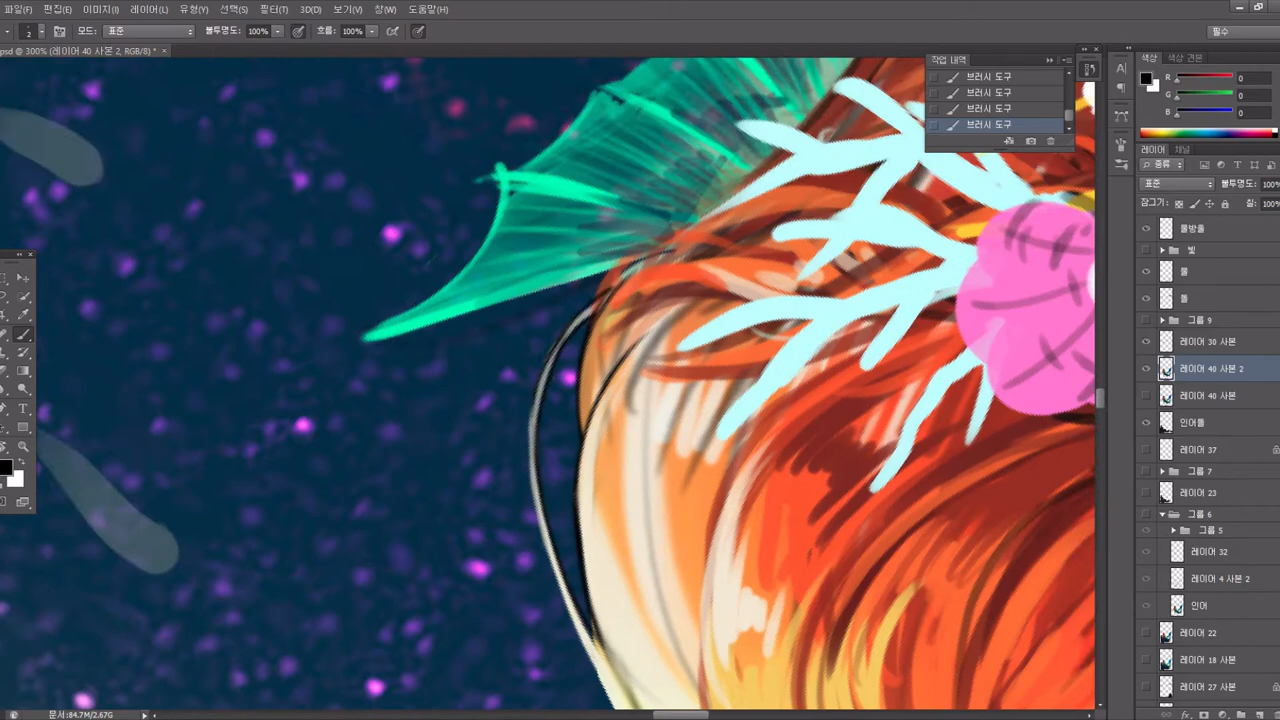 파일(F) 편집(E) 이미지(I) 레이어(L) 유형(Y) 선택(S) 필터(T) 3D(D) 보기(V) 창(W) 도움말(H)
2 모드: 표준 불투명도: 100% 흐름: 100% 필수
psd @ 300% (레이어 40 사본 2, RGB/8) * ×
작업 내역
브러시 도구
브러시 도구
브러시 도구
브러시 도구
색상 색상 견본
R 0
G 0
B 0
레이어 채널
종류
표준 불투명도: 100%
잠그기: 칠: 100%
물방울
빛
물
돌
그룹 9
레이어 30 사본
레이어 40 사본 2
레이어 40 사본
인어들
레이어 37
그룹 7
레이어 23
그룹 6
그룹 5
레이어 32
레이어 4 사본 2
인어
레이어 22
레이어 18 사본
레이어 27 사본
문서:84.7M/2.67G